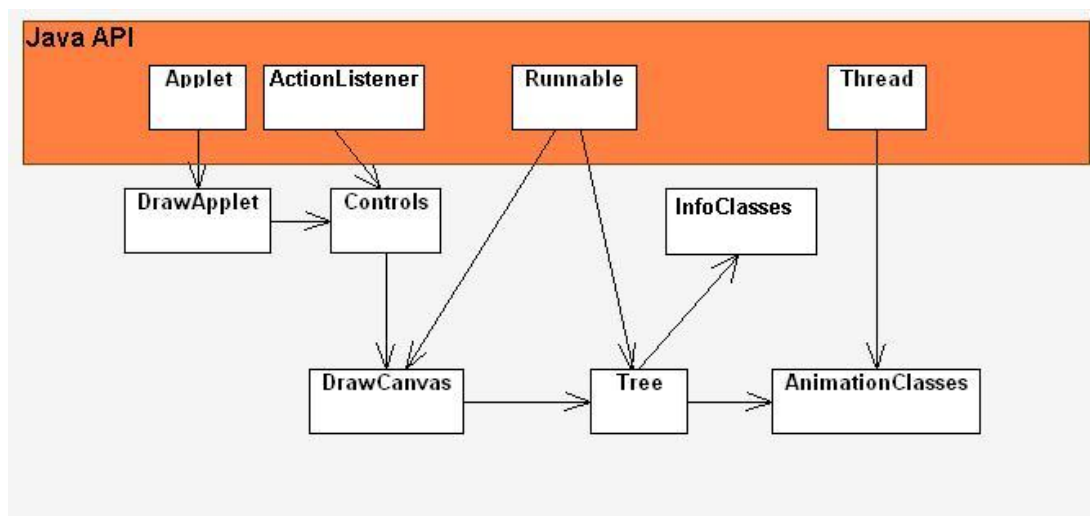 Java API
Applet
ActionListener
Runnable
Thread
DrawApplet
Controls
InfoClasses
DrawCanvas
Tree
AnimationClasses